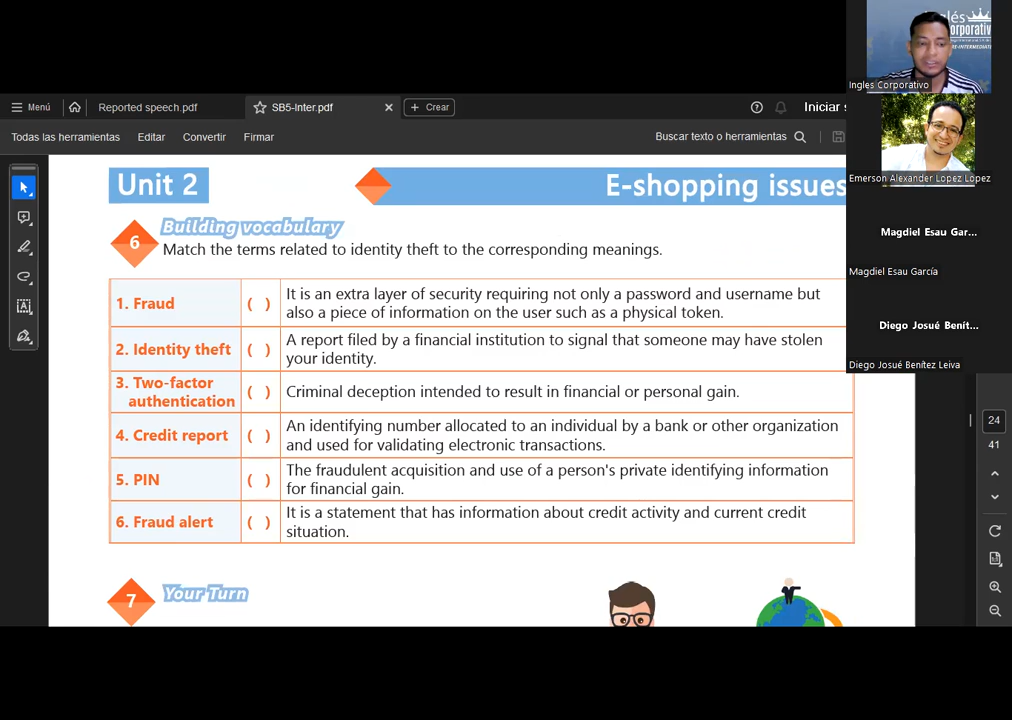 Menú
Reported speech.pdf
SB5-Inter.pdf
Crear
Iniciar s
Todas las herramientas
Editar
Convertir
Firmar
Buscar texto o herramientas
Unit 2
E-shopping issues
6
Building vocabulary
Match the terms related to identity theft to the corresponding meanings.
1. Fraud
( )
It is an extra layer of security requiring not only a password and username but
also a piece of information on the user such as a physical token.
2. Identity theft
( )
A report filed by a financial institution to signal that someone may have stolen
your identity.
3. Two-factor
authentication
( )
Criminal deception intended to result in financial or personal gain.
4. Credit report
( )
An identifying number allocated to an individual by a bank or other organization
and used for validating electronic transactions.
5. PIN
( )
The fraudulent acquisition and use of a person's private identifying information
for financial gain.
6. Fraud alert
( )
It is a statement that has information about credit activity and current credit
situation.
7
Your Turn
24
41
Ingles Corporativo
Emerson Alexander Lopez Lopez
Magdiel Esau Gar...
Magdiel Esau García
Diego Josué Benít...
Diego Josué Benítez Leiva